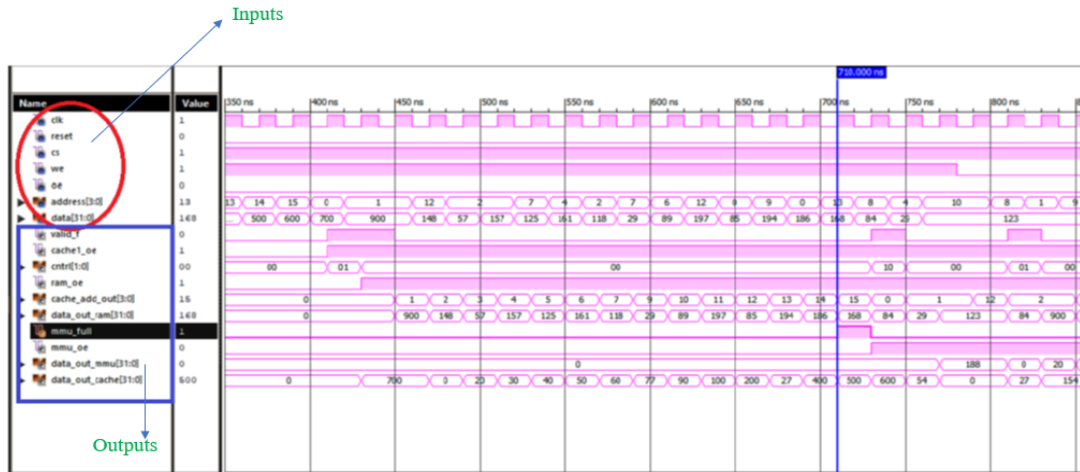 Inputs
718.000 ns
Name Value
350 ns 400 ns 450 ns 500 ns 550 ns 600 ns 650 ns 700 ns 750 ns 800 ns
clk 1
reset 0
cs 1
we 1
oe 0
address[3:0] 13 13 14 15 0 1 12 2 7 4 2 7 6 12 8 9 0 13 8 4 10 8 1 9
data[31:0] 168 ... 500 600 700 900 148 57 157 125 161 118 29 89 197 85 194 186 168 84 29 123
valid_f 0
cache1_oe 1
cntrl[1:0] 00 00 01 00 10 00 01 00
ram_oe 1
cache_add_out[3:0] 15 0 1 2 3 4 5 6 7 9 10 11 12 13 14 15 0 1 12 2
data_out_ram[31:0] 168 0 900 148 57 157 125 161 118 29 89 197 85 194 186 168 84 29 123 84 900
mmu_full 1
mmu_oe 0
data_out_mmu[31:0] 0 0 188 0 20
data_out_cache[31:0] 500 0 700 0 20 30 40 50 60 77 90 100 200 27 400 500 600 54 0 27 154
Outputs